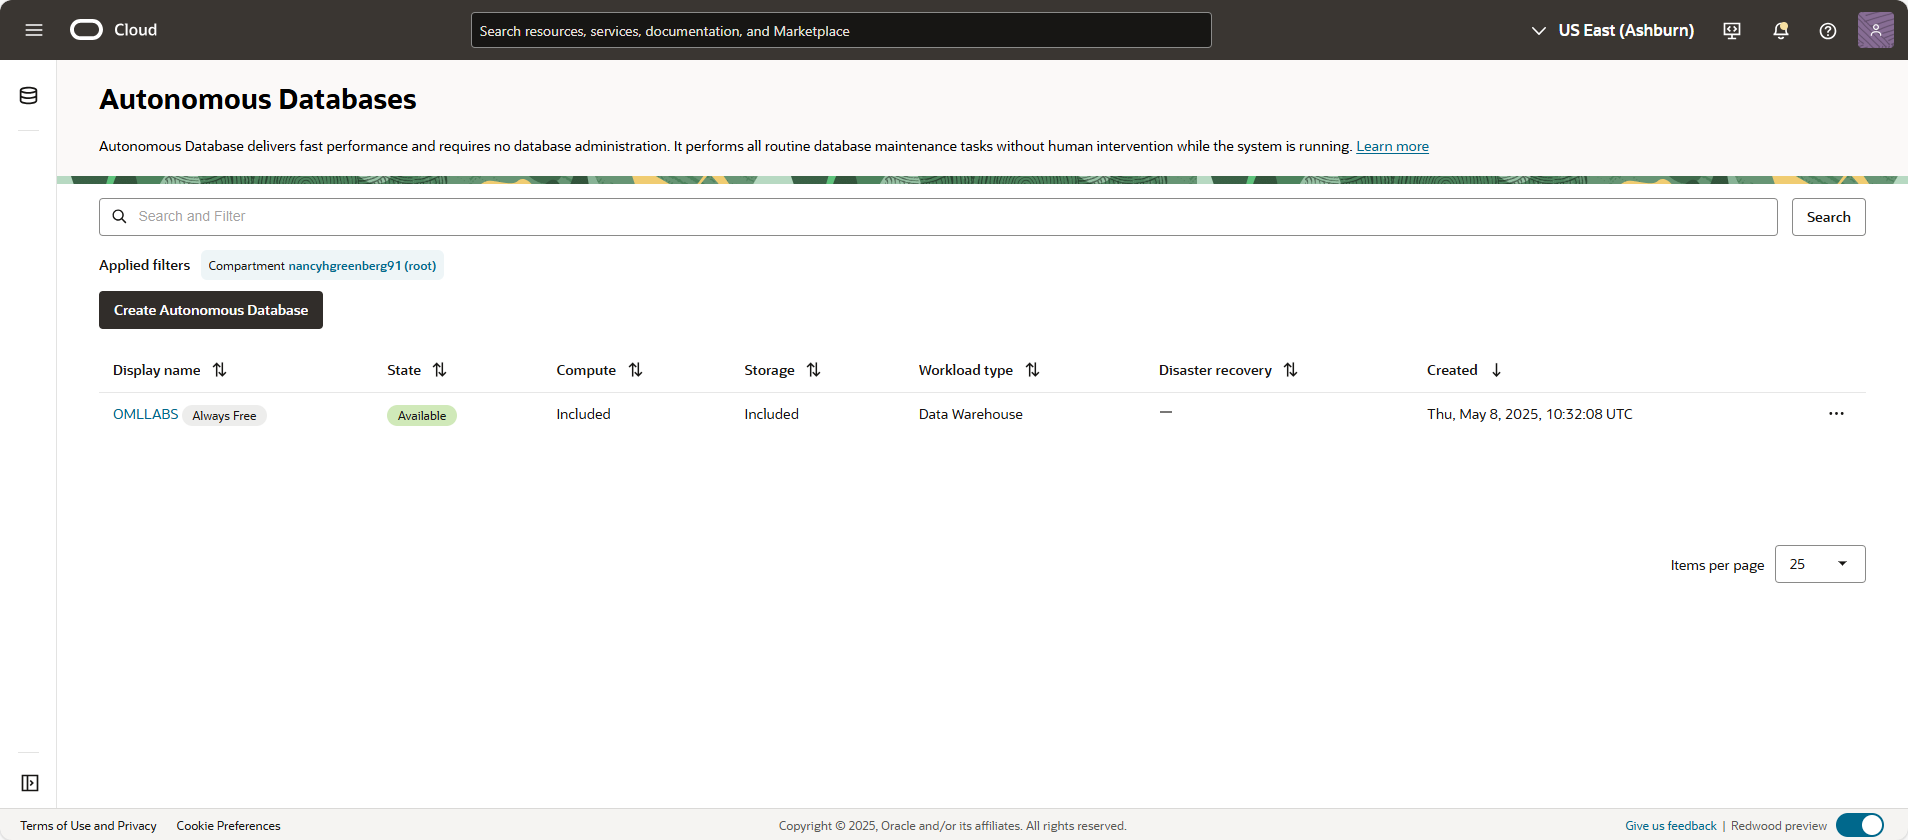 Cloud
Search resources, services, documentation, and Marketplace
US East (Ashburn)
Autonomous Databases
Autonomous Database delivers fast performance and requires no database administration. It performs all routine database maintenance tasks without human intervention while the system is running. Learn more
Search and Filter
Search
Applied filters Compartment nancyhgreenberg91 (root)
Create Autonomous Database
Display name State Compute Storage Workload type Disaster recovery Created
OMLLABS Always Free Available Included Included Data Warehouse — Thu, May 8, 2025, 10:32:08 UTC
Items per page 25
Terms of Use and Privacy Cookie Preferences Copyright © 2025, Oracle and/or its affiliates. All rights reserved. Give us feedback | Redwood preview